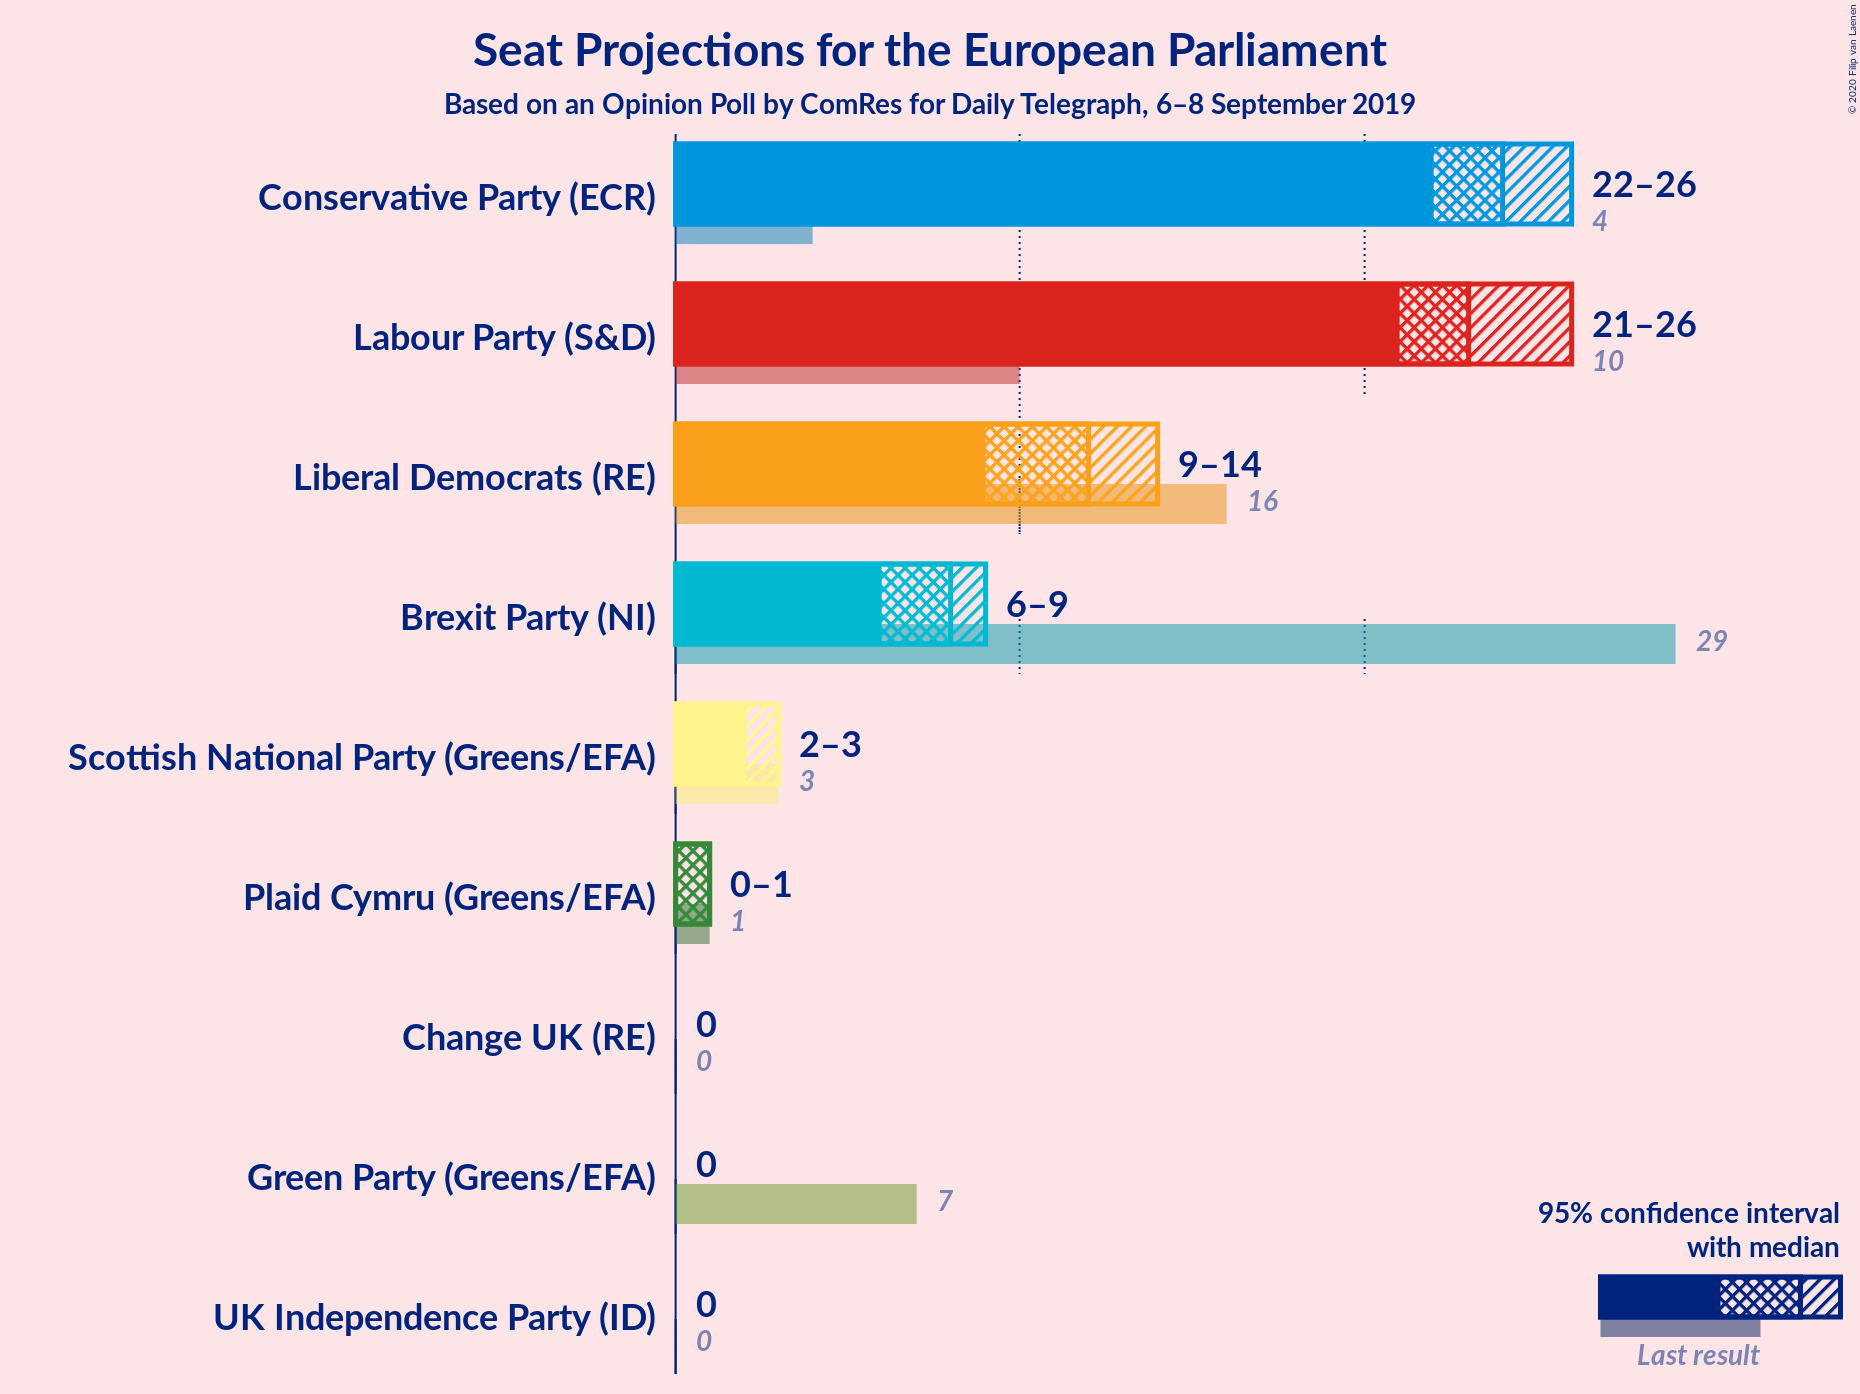 Seat Projections for the European Parliament
Based on an Opinion Poll by ComRes for Daily Telegraph, 6–8 September 2019
© 2020 Filip van Laenen
Conservative Party (ECR)
22–26
4
Labour Party (S&D)
21–26
10
Liberal Democrats (RE)
9–14
16
Brexit Party (NI)
6–9
29
Scottish National Party (Greens/EFA)
2–3
3
Plaid Cymru (Greens/EFA)
0–1
1
Change UK (RE)
0
0
Green Party (Greens/EFA)
0
7
UK Independence Party (ID)
0
0
95% confidence interval
with median
Last result